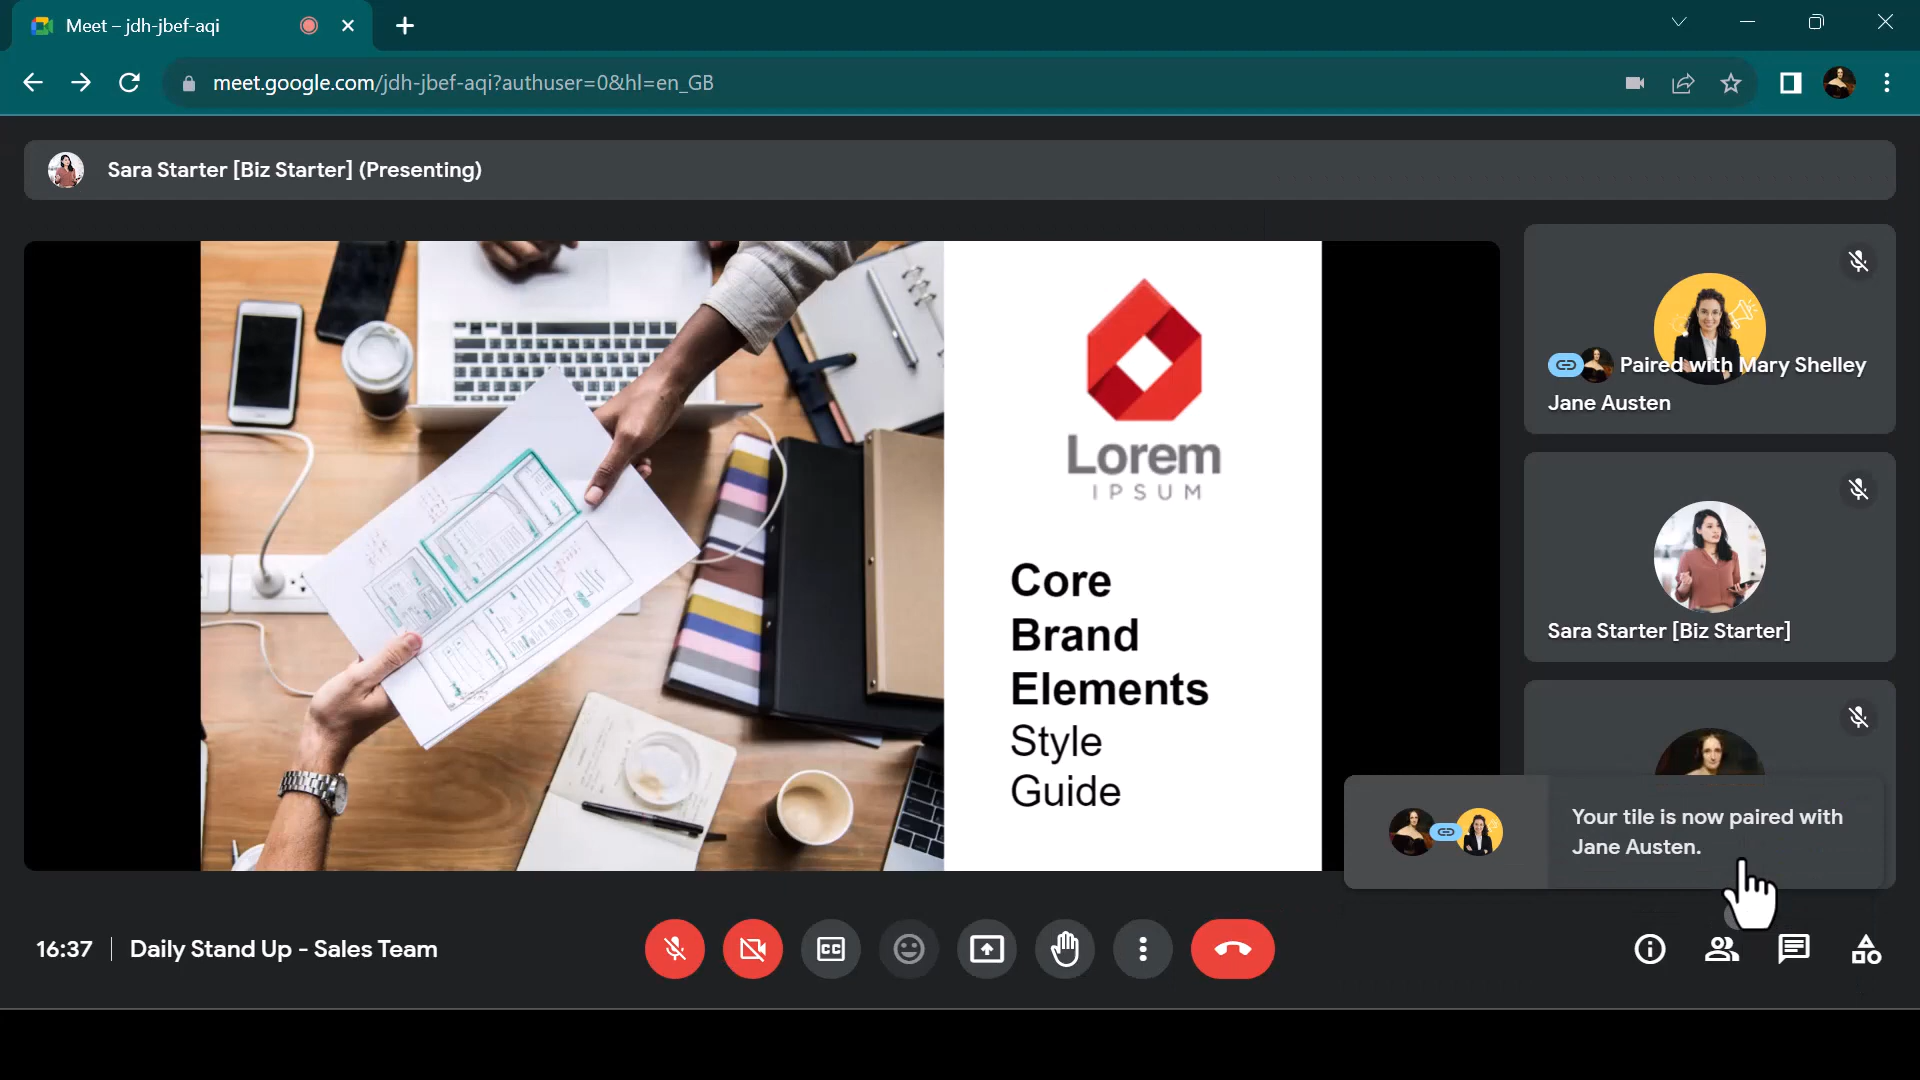 Meet – jdh-jbef-aqi
meet.google.com/jdh-jbef-aqi?authuser=0&hl=en_GB
Sara Starter [Biz Starter] (Presenting)
Lorem
IPSUM
Core
Brand
Elements
Style
Guide
Paired with Mary Shelley
Jane Austen
Sara Starter [Biz Starter]
Your tile is now paired with
Jane Austen.
16:37
Daily Stand Up - Sales Team
CC